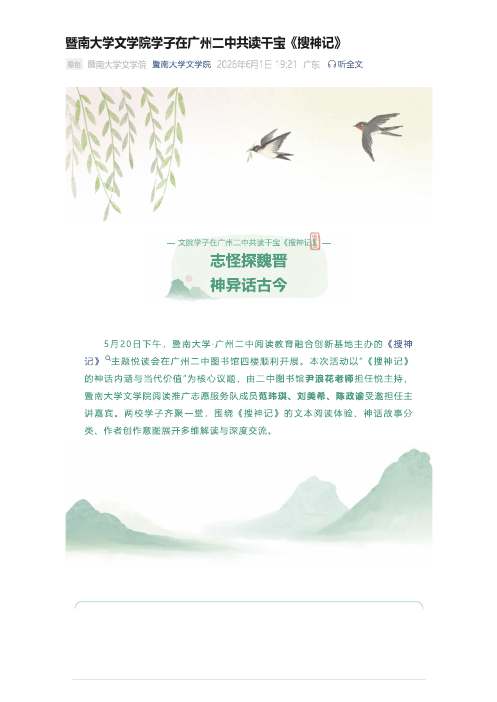 暨南大学文学院学子在广州二中共读干宝《搜神记》
原创 暨南大学文学院 暨南大学文学院 2026年6月1日 19:21 广东 听全文
— 文院学子在广州二中共读干宝《搜神记》 —
志怪探魏晋
神异话古今
5月20日下午，暨南大学·广州二中阅读教育融合创新基地主办的《搜神
记》主题悦读会在广州二中图书馆四楼顺利开展。本次活动以“《搜神记》
的神话内涵与当代价值”为核心议题，由二中图书馆尹浪花老师担任悦主持，
暨南大学文学院阅读推广志愿服务队成员范玮琪、刘美希、陈政谕受邀担任主
讲嘉宾。两校学子齐聚一堂，围绕《搜神记》的文本阅读体验、神话故事分
类、作者创作意图展开多维解读与深度交流。